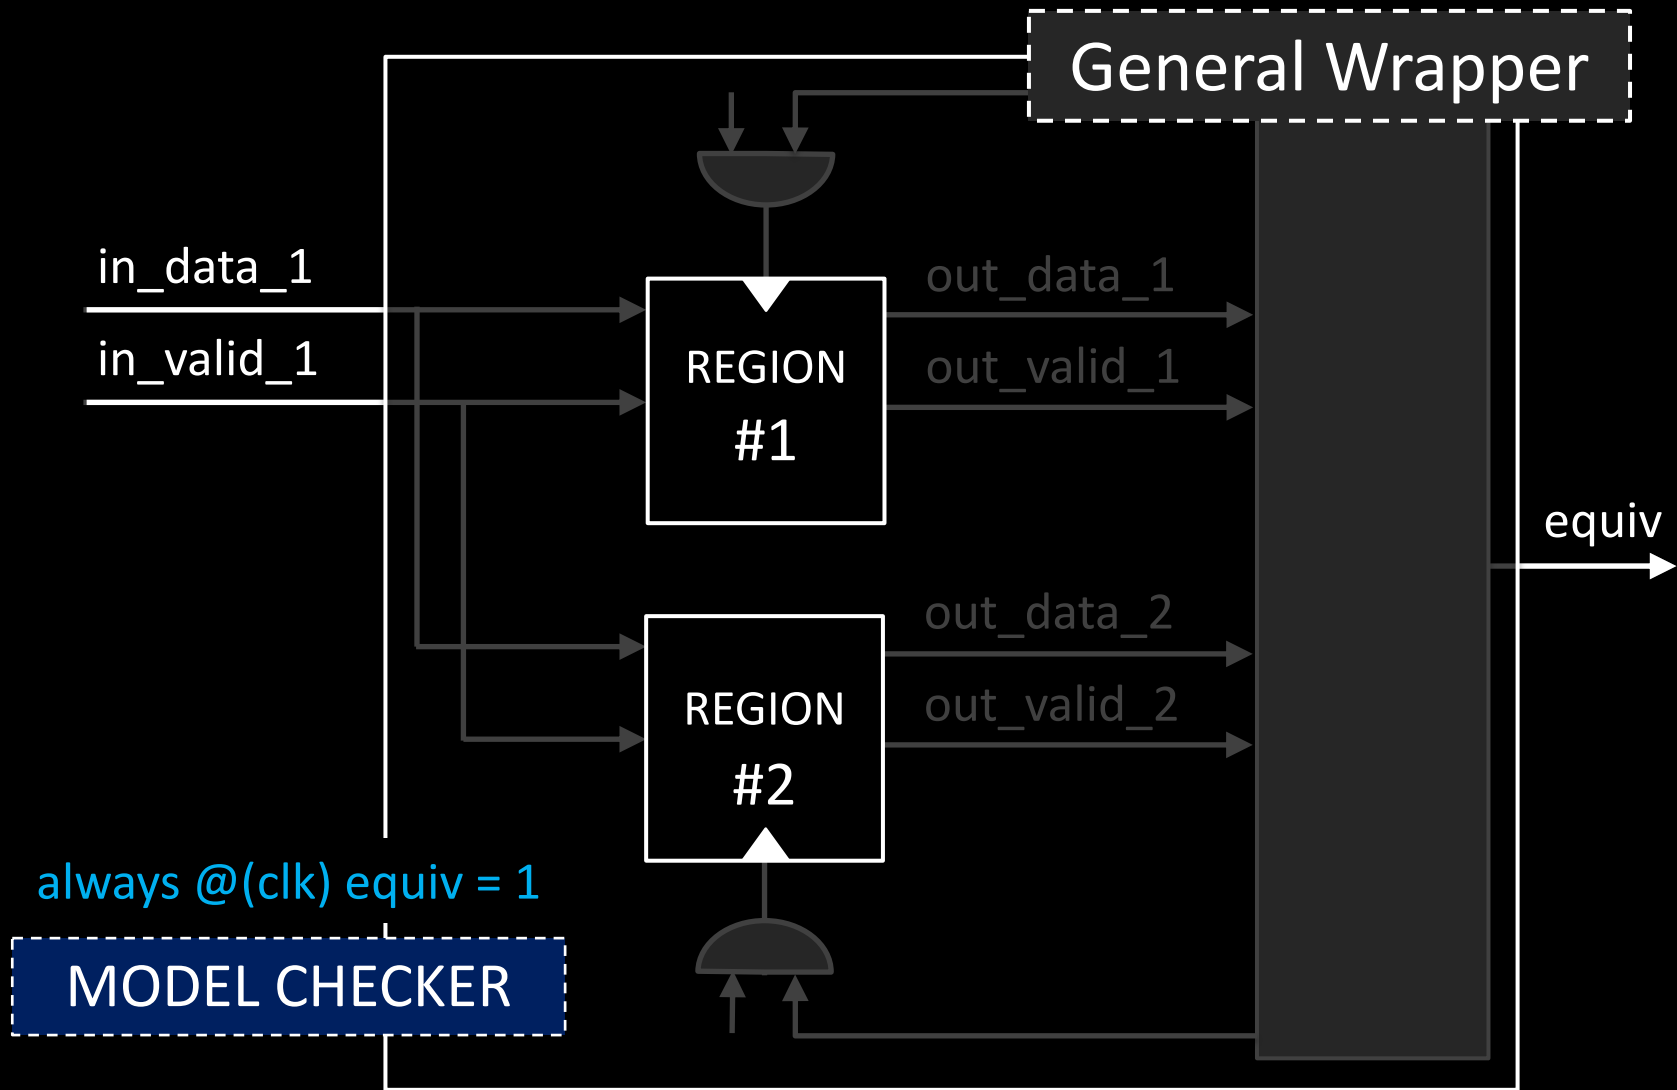 General Wrapper
in_data_1
in_valid_1
out_data_1
out_valid_1
REGION
#1
equiv
out_data_2
out_valid_2
REGION
#2
always @(clk) equiv = 1
MODEL CHECKER